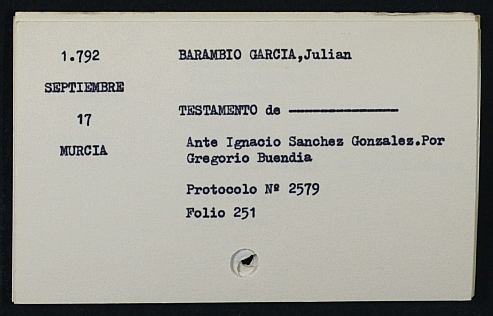 1.792
SEPTIEMBRE
17
MURCIA
BARAMBIO GARCIA,Julian
TESTAMENTO de ---------------
Ante Ignacio Sanchez Gonzalez.Por
Gregorio Buendia
Protocolo Nº 2579
Folio 251